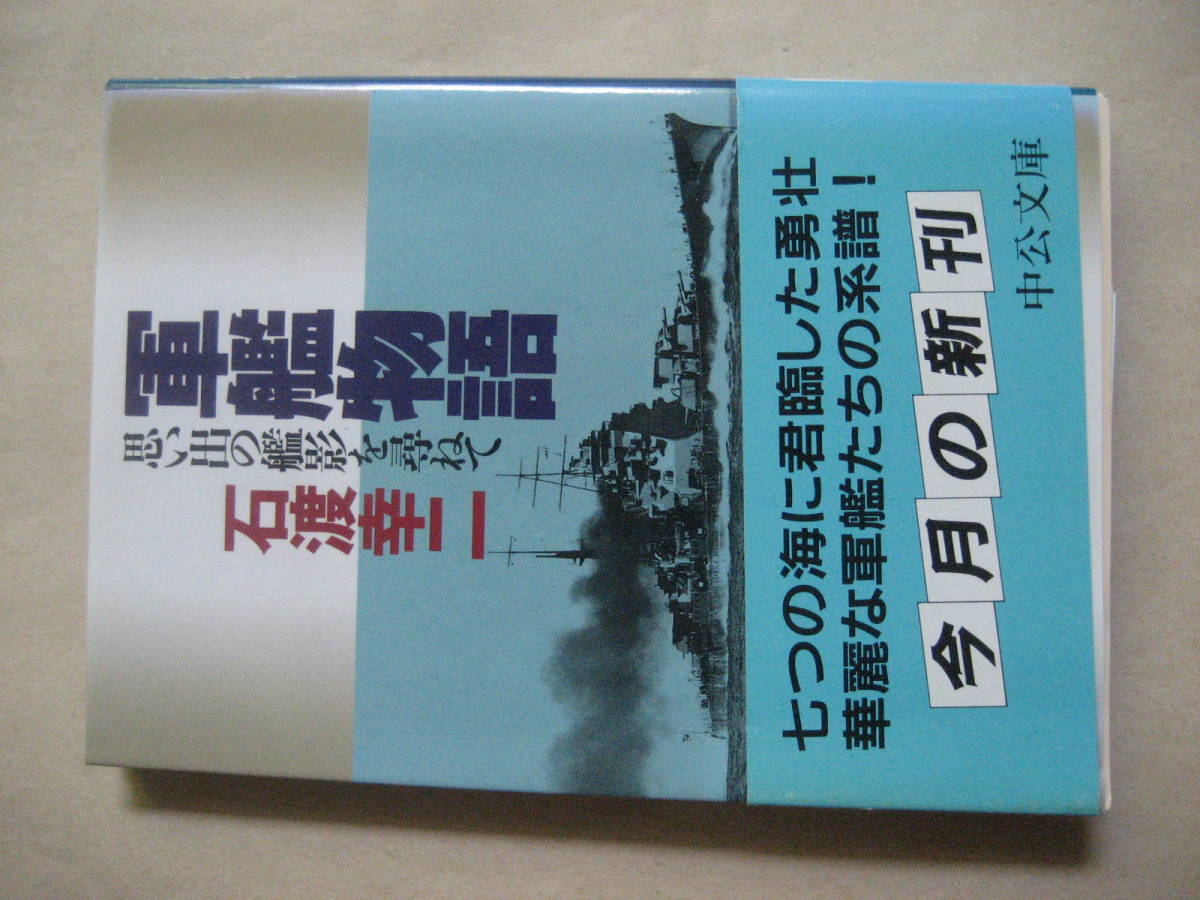 軍艦物語
思い出の艦影を尋ねて
石渡幸二
七つの海に君臨した勇壮
華麗な軍艦たちの系譜!
今月の新刊
中公文庫